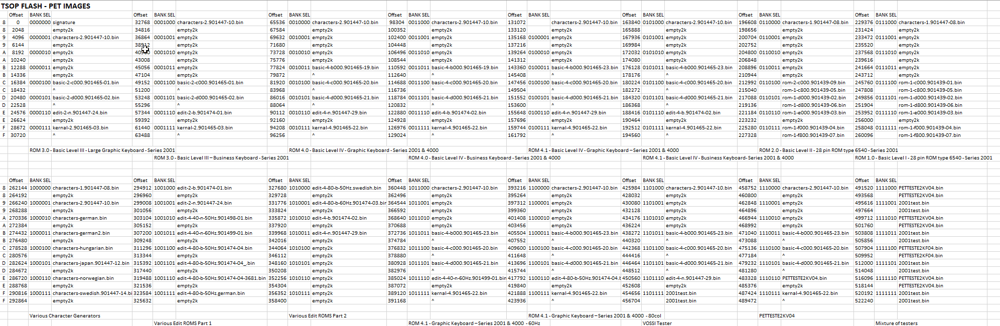 TSOP FLASH - PET IMAGES
Offset BANK SEL Offset BANK SEL Offset BANK SEL Offset BANK SEL Offset BANK SEL Offset BANK SEL Offset BANK SEL Offset BANK SEL
8 0 0000000 signature 32768 0001000 characters-2.901447-10.bin 65536 0010000 characters-2.901447-10.bin 98304 0011000 characters-2.901447-10.bin 131072 characters-2.901447-10.bin 163840 0101000 characters-2.901447-10.bin 196608 0110000 characters-1.901447-08.bin 229376 0111000 characters-1.901447-08.bin
8 2048 empty2k 34816 empty2k 67584 empty2k 100352 empty2k 133120 empty2k 165888 empty2k 198656 empty2k 231424 empty2k
9 4096 0000001 characters-2.901447-10.bin 36864 0001001 empty2k 69632 0010001 empty2k 102400 0011001 empty2k 135168 0100001 empty2k 167936 0101001 empty2k 200704 0110001 empty2k 233472 0111001 empty2k
9 6144 empty2k 38912 empty2k 71680 empty2k 104448 empty2k 137216 empty2k 169984 empty2k 202752 empty2k 235520 empty2k
A 8192 0000010 empty2k 0001010 empty2k 73728 0010010 empty2k 106496 0011010 empty2k 139264 0100010 empty2k 172032 0101010 empty2k 204800 0110010 empty2k 237568 0111010 empty2k
A 10240 empty2k 43008 empty2k 75776 empty2k 108544 empty2k 141312 empty2k 174080 empty2k 206848 empty2k 239616 empty2k
B 12288 0000011 empty2k 45056 0001011 empty2k 77824 0010011 basic-4-b000.901465-19.bin 110592 0011011 basic-4-b000.901465-19.bin 143360 0100011 basic-4-b000.901465-23.bin 176128 0101011 basic-4-b000.901465-23.bin 208896 0110011 empty2k 241664 0111011 empty2k
B 14336 empty2k 47104 empty2k 79872 ^ 112640 ^ 145408 ^ 178176 ^ 210944 empty2k 243712 empty2k
C 16384 0000100 basic-2-c000.901465-01.bin 49152 0001100 basic-2-c000.901465-01.bin 81920 0010100 basic-4-c000.901465-20.bin 114688 0011100 basic-4-c000.901465-20.bin 147456 0100100 basic-4-c000.901465-20.bin 180224 0101100 basic-4-c000.901465-20.bin 212992 0110100 rom-2-c000.901439-09.bin 245760 0111100 rom-1-c000.901439-01.bin
C 18432 ^ 51200 ^ 83968 ^ 116736 ^ 149504 ^ 182272 ^ 215040 rom-1-c800.901439-05.bin 247808 rom-1-c800.901439-05.bin
D 20480 0000101 basic-2-d000.901465-02.bin 53248 0001101 basic-2-d000.901465-02.bin 86016 0010101 basic-4-d000.901465-21.bin 118784 0011101 basic-4-d000.901465-21.bin 151552 0100101 basic-4-d000.901465-21.bin 184320 0101101 basic-4-d000.901465-21.bin 217088 0110101 rom-1-d000.901439-02.bin 249856 0111101 rom-1-d000.901439-02.bin
D 22528 ^ 55296 ^ 88064 ^ 120832 ^ 153600 ^ 186368 ^ 219136 rom-1-d800.901439-06.bin 251904 rom-1-d800.901439-06.bin
E 24576 0000110 edit-2-n.901447-24.bin 57344 0001110 edit-2-b.901474-01.bin 90112 0010110 edit-4-n.901447-29.bin 122880 0011110 edit-4-b.901474-02.bin 155648 0100110 edit-4-n.901447-29.bin 188416 0101110 edit-4-b.901474-02.bin 221184 0110110 rom-1-e000.901439-03.bin 253952 0111110 rom-1-e000.901439-03.bin
E 26624 empty2k 59392 empty2k 92160 empty2k 124928 empty2k 157696 empty2k 190464 empty2k 223232 empty2k 256000 empty2k
F 28672 0000111 kernal-2.901465-03.bin 61440 0001111 kernal-2.901465-03.bin 94208 0010111 kernal-4.901465-22.bin 126976 0011111 kernal-4.901465-22.bin 159744 0100111 kernal-4.901465-22.bin 192512 0101111 kernal-4.901465-22.bin 225280 0110111 rom-1-f000.901439-04.bin 258048 0111111 rom-1-f000.901439-04.bin
F 30720 ^ 63488 ^ 96256 ^ 129024 ^ 161792 ^ 194560 ^ 227328 rom-1-f800.901439-07.bin 260096 rom-1-f800.901439-07.bin
ROM 3.0 - Basic Level III - Large Graphic Keyboard - Series 2001 ROM 4.0 - Basic Level IV - Graphic Keyboard - Series 2001 & 4000 ROM 4.1 - Basic Level IV - Graphic Keyboard – Series 2001 & 4000 ROM 2.0 - Basic Level II - 28 pin ROM type 6540 - Series 2001
ROM 3.0 - Basic Level III – Business Keyboard - Series 2001 ROM 4.0 - Basic Level IV - Business Keyboard - Series 2001 & 4000 ROM 4.1 - Basic Level IV - Business Keyboard - Series 2001 & 4000 ROM 1.0 - Basic Level I - 28 pin ROM type 6540 - Series 2001
Offset BANK SEL Offset BANK SEL Offset BANK SEL Offset BANK SEL Offset BANK SEL Offset BANK SEL Offset BANK SEL Offset BANK SEL
8 262144 1000000 characters-1.901447-08.bin 294912 1001000 edit-2-b.901474-01.bin 327680 1010000 edit-4-80-b-50Hz.swedish.bin 360448 1011000 characters-2.901447-10.bin 393216 1100000 characters-2.901447-10.bin 425984 1101000 characters-2.901447-10.bin 458752 1110000 characters-2.901447-10.bin 491520 1111000 PETTESTE2KV04.bin
8 264192 empty2k 296960 empty2k 329728 empty2k 362496 empty2k 395264 empty2k 428032 empty2k 460800 empty2k 493568 PETTESTE2KV04.bin
9 266240 1000001 characters-2.901447-10.bin 299008 1001001 edit-2-n.901447-24.bin 331776 1010001 edit-4-80-b-60Hz.901474-03.bin 364544 1011001 empty2k 397312 1100001 empty2k 430080 1101001 empty2k 462848 1110001 empty2k 495616 1111001 2001test.bin
9 268288 empty2k 301056 empty2k 333824 empty2k 366592 empty2k 399360 empty2k 432128 empty2k 464896 empty2k 497664 2001test.bin
A 270336 1000010 characters-german.bin 303104 1001010 edit-4-40-n-50Hz.901498-01.bin 335872 1010010 edit-4-b.901474-02.bin 368640 1011010 empty2k 401408 1100010 empty2k 434176 1101010 empty2k 466944 1110010 empty2k 499712 1111010 PETTESTE2KV04.bin
A 272384 empty2k 305152 empty2k 337920 empty2k 370688 empty2k 403456 empty2k 436224 empty2k 468992 empty2k 501760 PETTESTE2KV04.bin
B 274432 1000011 characters-german2.bin 307200 1001011 edit-4-40-n-60Hz.901499-01.bin 339968 1010011 edit-4-n.901447-29.bin 372736 1011011 basic-4-b000.901465-23.bin 405504 1100011 basic-4-b000.901465-23.bin 438272 1101011 basic-4-b000.901465-23.bin 471040 1110011 basic-4-b000.901465-23.bin 503808 1111011 2001test.bin
B 276480 empty2k 309248 empty2k 342016 empty2k 374784 ^ 407552 ^ 440320 ^ 473088 ^ 505856 2001test.bin
C 278528 1000100 characters-hungarian.bin 311296 1001100 edit-4-80-b-50Hz.901474-04.bin 344064 1010100 empty2k 376832 1011100 basic-4-c000.901465-20.bin 409600 1100100 basic-4-c000.901465-20.bin 442368 1101100 basic-4-c000.901465-20.bin 475136 1110100 basic-4-c000.901465-20.bin 507904 1111100 PETTESTE2KV04.bin
C 280576 empty2k 313344 empty2k 346112 empty2k 378880 ^ 411648 ^ 444416 ^ 477184 ^ 509952 PETTESTE2KF04.bin
D 282624 1000101 characters-japan.901447-12.bin 315392 1001101 edit-4-80-b-50Hz.901474-04_.bin 348160 1010101 empty2k 380928 1011101 basic-4-d000.901465-21.bin 413696 1100101 basic-4-d000.901465-21.bin 446464 1101101 basic-4-d000.901465-21.bin 479232 1110101 basic-4-d000.901465-21.bin 512000 1111101 2001test.bin
D 284672 empty2k 317440 empty2k 350208 empty2k 382976 ^ 415744 ^ 448512 ^ 481280 ^ 514048 2001test.bin
E 286720 1000110 characters-norwegian.bin 319488 1001110 edit-4-80-b-50Hz.901474-04-3681.bin 352256 1010110 empty2k 385024 1011110 edit-4-40-n-60Hz.901499-01.bin 417792 1100110 edit-4-80-b-50Hz.901474-04.b 450560 1101110 edit-4-n.901447-29.bin 483328 1110110 PETTESTE2KV04.bin 516096 1111110 PETTESTE2KV04.bin
E 288768 empty2k 321536 empty2k 354304 empty2k 387072 empty2k 419840 empty2k 452608 empty2k 485376 empty2k 518144 PETTESTE2KV04.bin
F 290816 1000111 characters-swedish.901447-14.bi 323584 1001111 edit-4-80-b-50Hz.german.bin 356352 1010111 empty2k 389120 1011111 kernal-4.901465-22.bin 421888 1100111 kernal-4.901465-22.bin 454656 1101111 2001test.bin 487424 1110111 kernal-4.901465-22.bin 520192 1111111 2001test.bin
F 292864 empty2k 325632 empty2k 358400 empty2k 391168 ^ 423936 ^ 456704 2001test.bin 489472 ^ 522240 2001test.bin
Various Character Generators Various Edit ROMS Part 2 ROM 4.1 - Graphic Keyboard – Series 2001 & 4000 - 80col PETTESTE2KV04
Various Edit ROMS Part 1 ROM 4.1 - Graphic Keyboard – Series 2001 & 4000 - 60Hz VOSSI Tester Mixture of testers